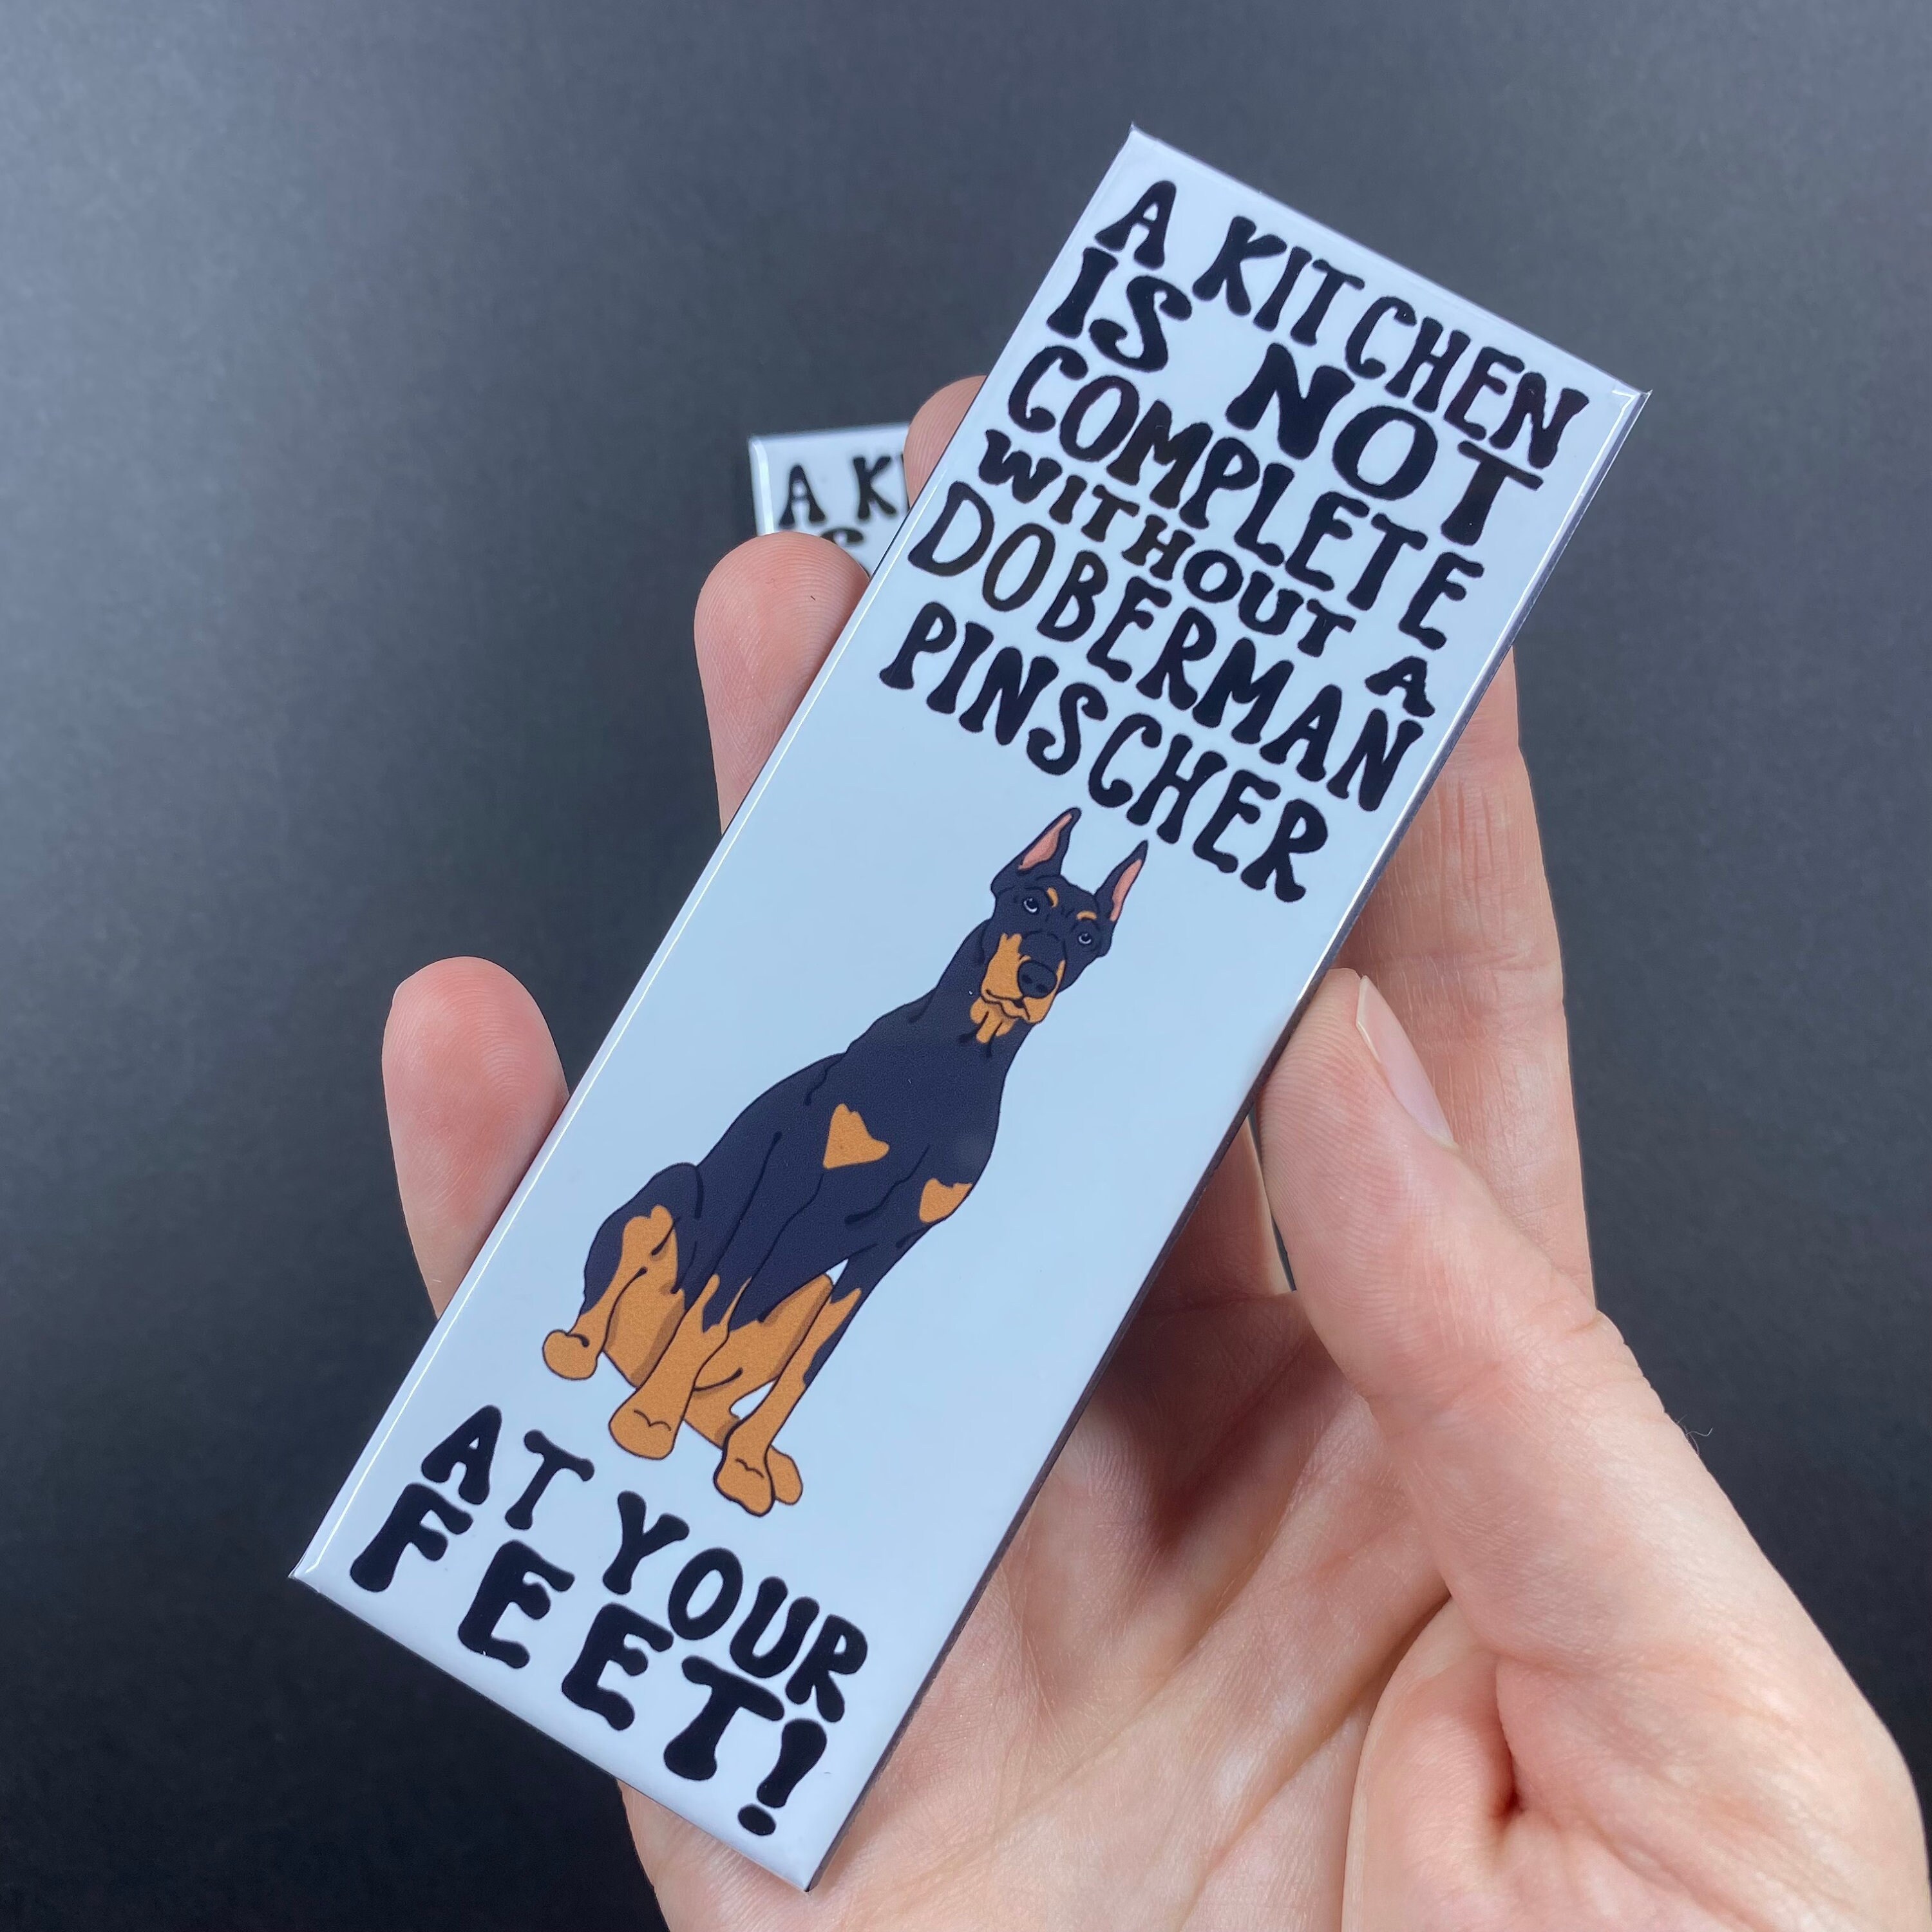 A KITCHEN
IS NOT
COMPLETE
WITHOUT A
DOBERMAN
PINSCHER
AT YOUR
FEET!
A KI